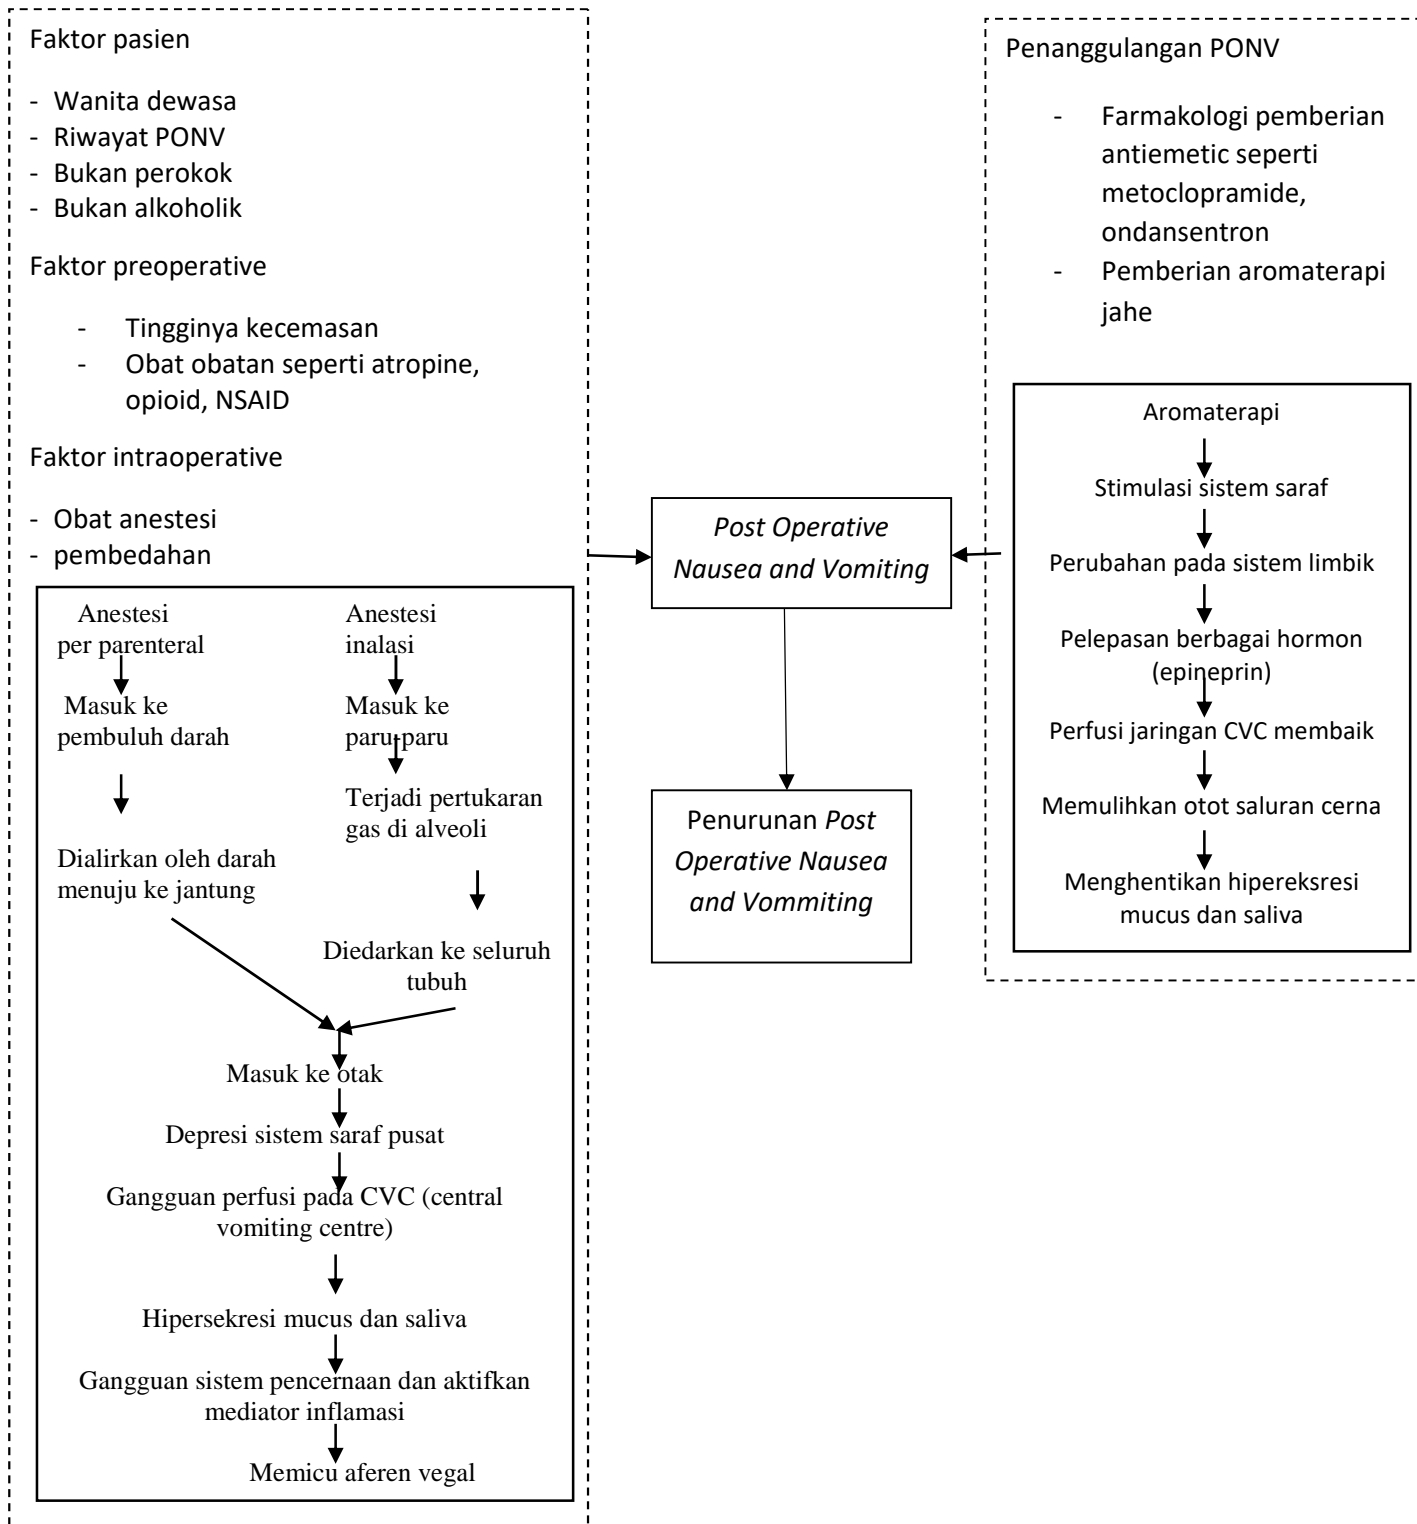 Faktor pasien
- Wanita dewasa
- Riwayat PONV
- Bukan perokok
- Bukan alkoholik
Faktor preoperative
- Tingginya kecemasan
- Obat obatan seperti atropine,
opioid, NSAID
Faktor intraoperative
- Obat anestesi
- pembedahan
Anestesi
per parenteral
Masuk ke
pembuluh darah
Dialirkan oleh darah
menuju ke jantung
Anestesi
inalasi
Masuk ke
paru-paru
Terjadi pertukaran
gas di alveoli
Diedarkan ke seluruh
tubuh
Masuk ke otak
Depresi sistem saraf pusat
Gangguan perfusi pada CVC (central
vomiting centre)
Hipersekresi mucus dan saliva
Gangguan sistem pencernaan dan aktifkan
mediator inflamasi
Memicu aferen vegal
Post Operative
Nausea and Vomiting
Penurunan Post
Operative Nausea
and Vommiting
Penanggulangan PONV
- Farmakologi pemberian
antiemetic seperti
metoclopramide,
ondansentron
- Pemberian aromaterapi
jahe
Aromaterapi
Stimulasi sistem saraf
Perubahan pada sistem limbik
Pelepasan berbagai hormon
(epineprin)
Perfusi jaringan CVC membaik
Memulihkan otot saluran cerna
Menghentikan hipereksresi
mucus dan saliva